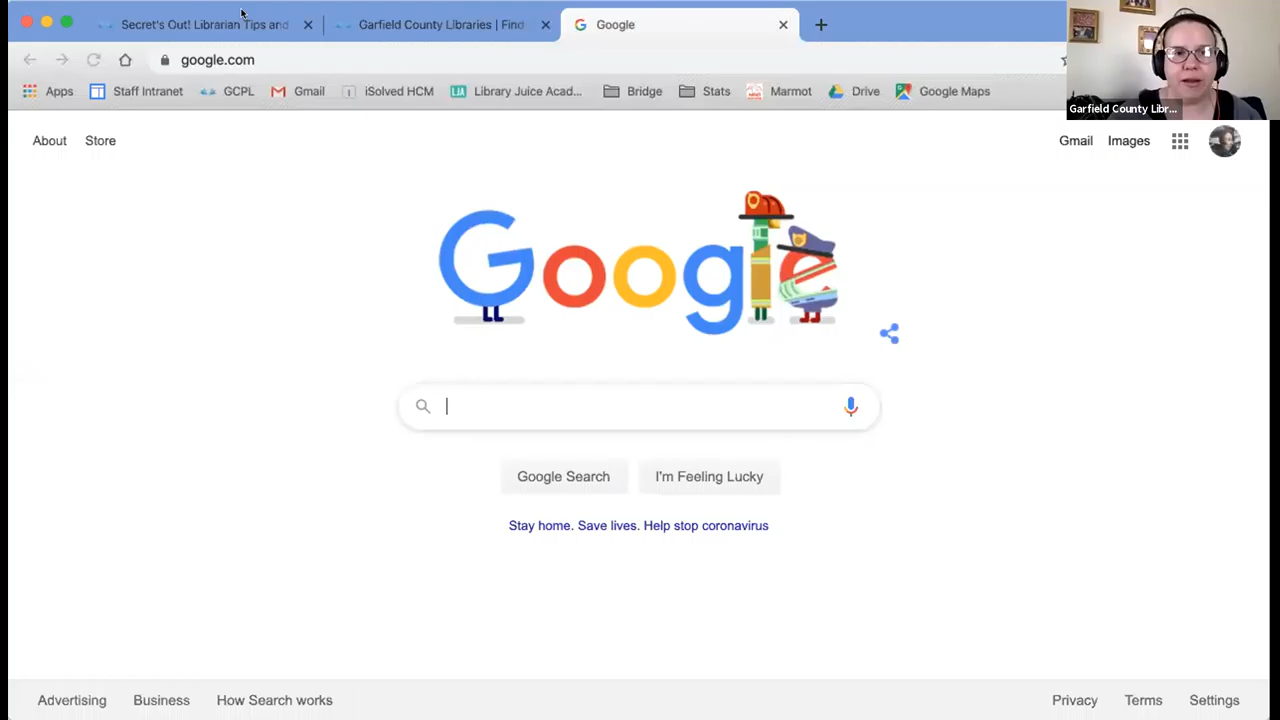 Secret's Out! Librarian Tips and
Garfield County Libraries | Find
Google
google.com
Apps
Staff Intranet
GCPL
Gmail
iSolved HCM
Library Juice Acad...
Bridge
Stats
Marmot
Drive
Google Maps
Garfield County Libr...
About
Store
Gmail
Images
Google
Google Search
I'm Feeling Lucky
Stay home. Save lives. Help stop coronavirus
Advertising
Business
How Search works
Privacy
Terms
Settings